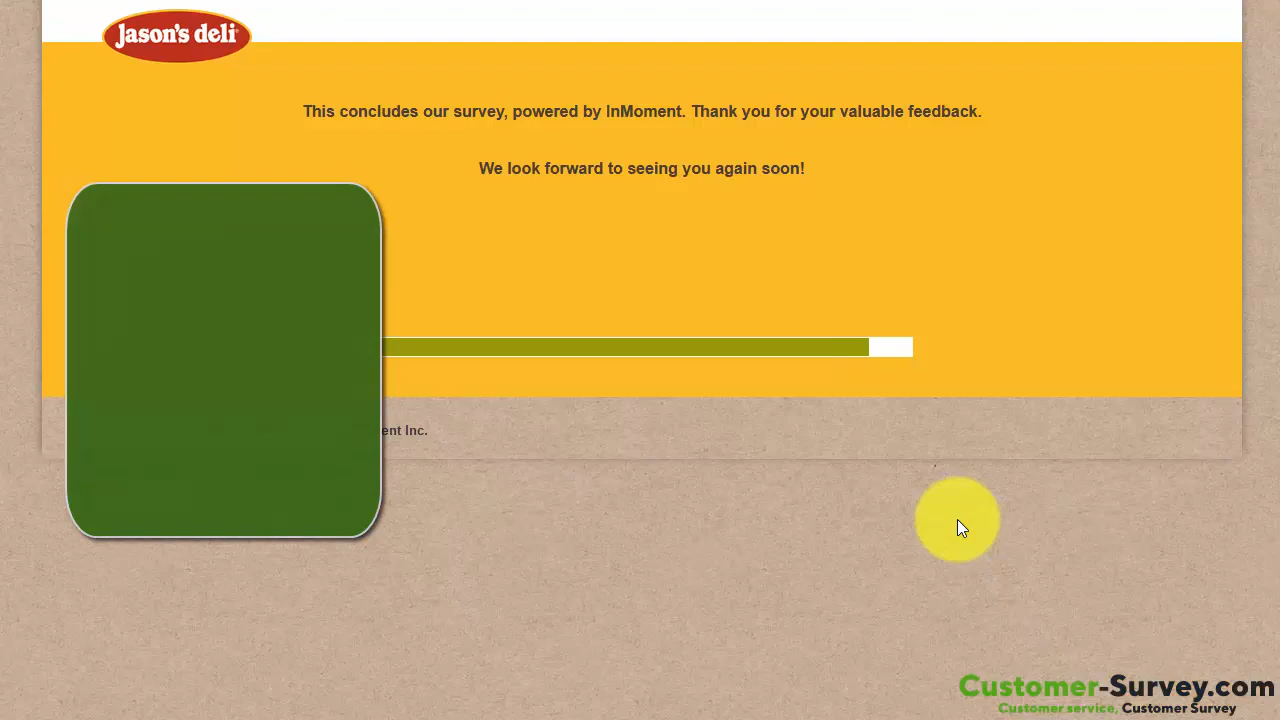 Jason's deli
This concludes our survey, powered by InMoment. Thank you for your valuable feedback.
We look forward to seeing you again soon!
ent Inc.
Customer-Survey.com
Customer service, Customer Survey